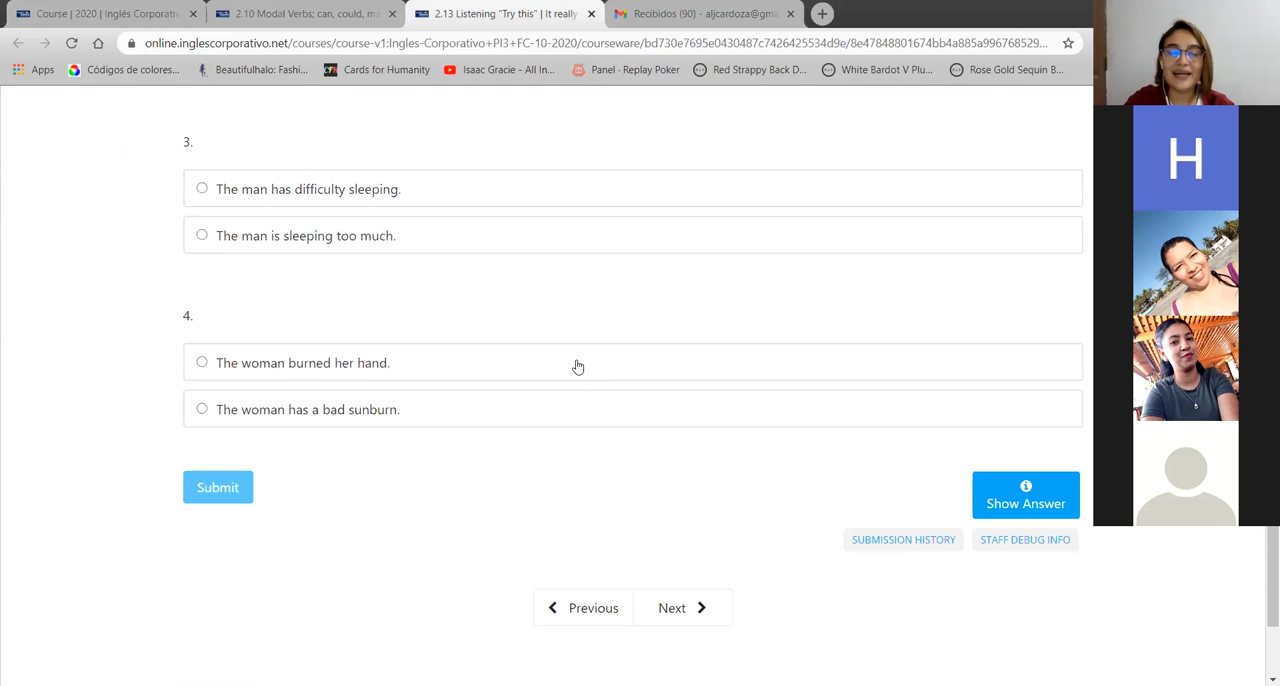 Course | 2020 | Inglés Corporativ
2.10 Modal Verbs; can, could, ma
2.13 Listening "Try this" | It really
Recibidos (90) - aljcardoza@gma
online.inglescorporativo.net/courses/course-v1:Ingles-Corporativo+PI3+FC-10-2020/courseware/bd730e7695e0430487c7426425534d9e/8e47848801674bb4a885a996768529...
Apps
Códigos de colores...
Beautifulhalo: Fashi...
Cards for Humanity
Isaac Gracie - All In...
Panel · Replay Poker
Red Strappy Back D...
White Bardot V Plu...
Rose Gold Sequin B...
H
3.
The man has difficulty sleeping.
The man is sleeping too much.
4.
The woman burned her hand.
The woman has a bad sunburn.
Submit
Show Answer
SUBMISSION HISTORY
STAFF DEBUG INFO
Previous
Next